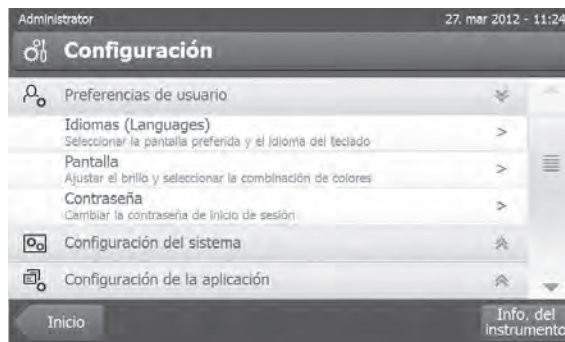 Administrator
27. mar 2012 - 11:24
Configuración
Preferencias de usuario
Idiomas (Languages)
Seleccionar la pantalla preferida y el idioma del teclado
Pantalla
Ajustar el brillo y seleccionar la combinación de colores
Contraseña
Cambiar la contraseña de inicio de sesión
Configuración del sistema
Configuración de la aplicación
Inicio
Info. del
instrumento